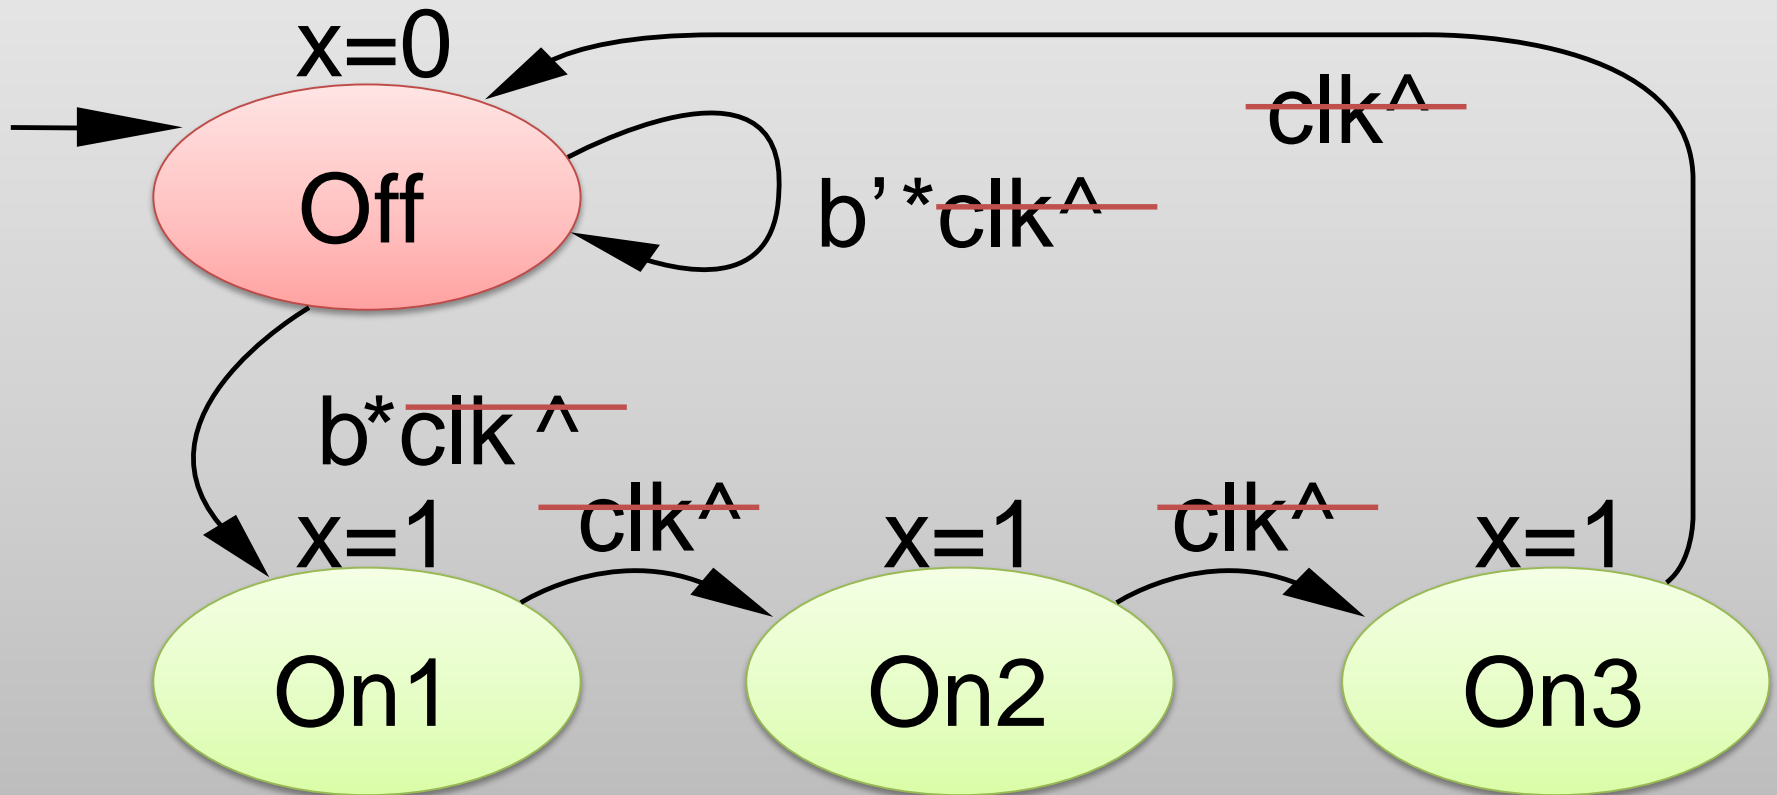 x=0
clk^
Off
b’*clk^
b*clk ^
x=1
clk^
x=1
clk^
x=1
On1
On2
On3